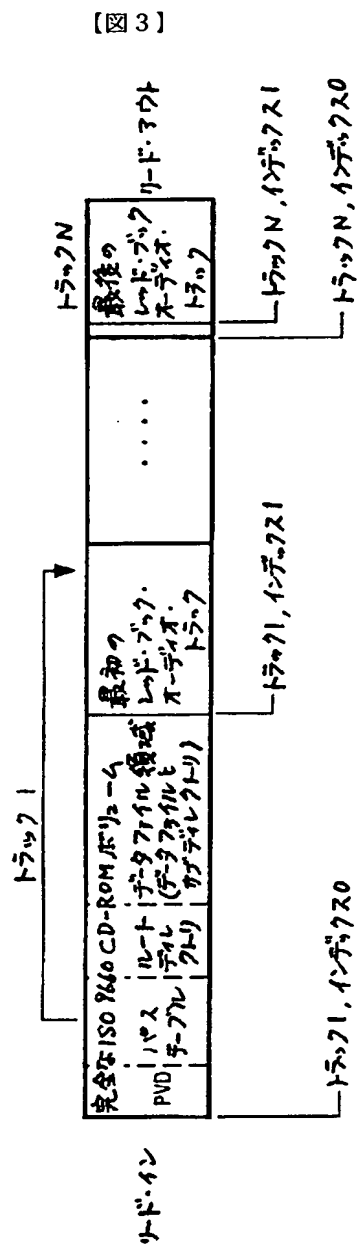 【図3】
トラック1
トラックN
リード・イン
完全なISO 9660 CD-ROMボリューム
PVD
パス
テーブル
ルート
ディレ
クトリ
データファイル領域
(データファイルと
サブディレクトリ)
最初の
レッド・ブック・
オーディオ・
トラック
・・・・
最後の
レッド・ブック
オーディオ・
トラック
リード・アウト
トラック1,インデックス0
トラック1,インデックス1
トラックN,インデックス1
トラックN,インデックス0